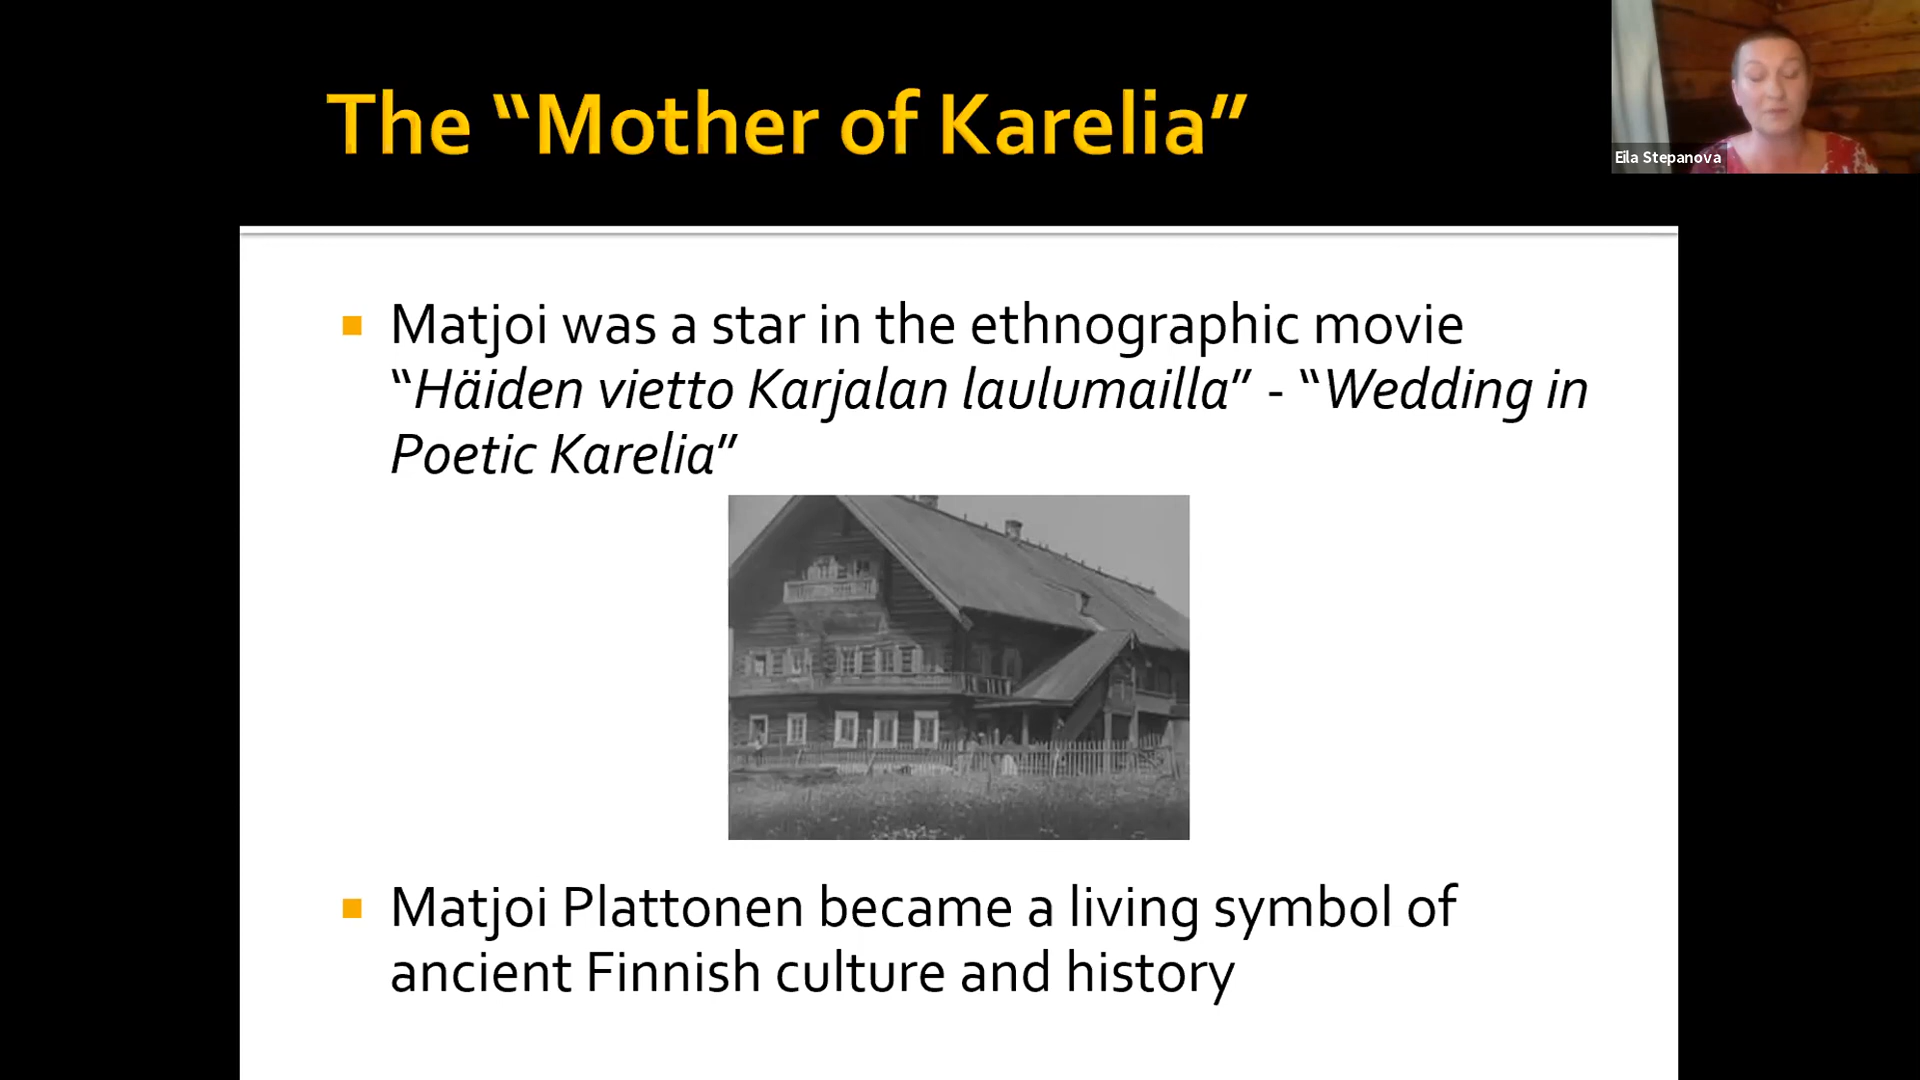 The “Mother of Karelia”
Eila Stepanova
Matjoi was a star in the ethnographic movie
“Häiden vietto Karjalan laulumailla” - “Wedding in
Poetic Karelia”
Matjoi Plattonen became a living symbol of
ancient Finnish culture and history